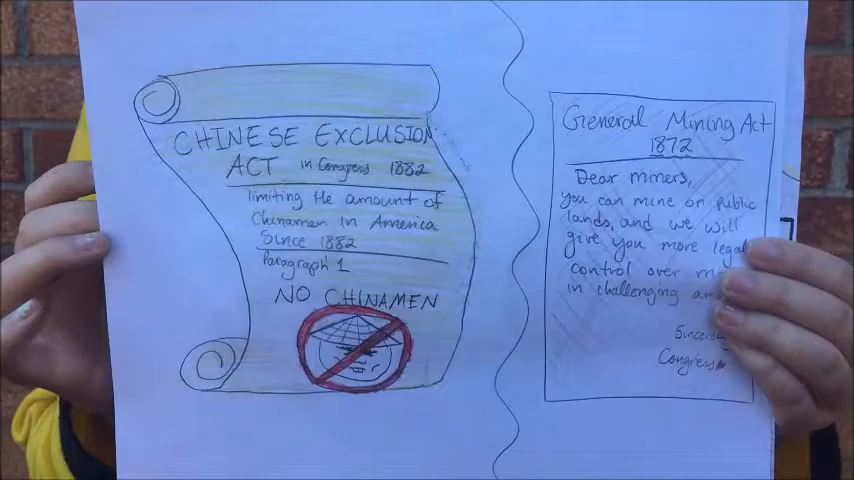 CHINESE EXCLUSION
ACT in Congress 1882
limiting the amount of
Chinamen in America
Since 1882
Paragraph 1
NO CHINAMEN
General Mining Act
1872
Dear miners,
you can mine on public
lands, and we will
give you more legal
control over
in challenging
Sincerely
Congress